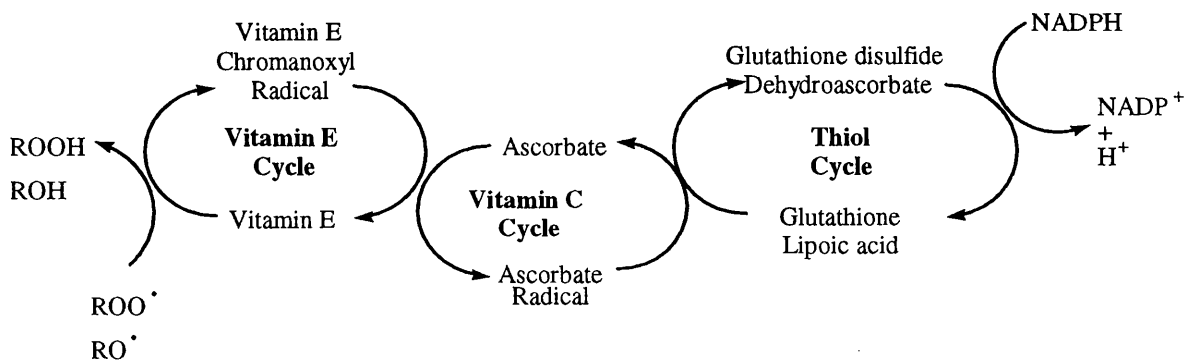 Vitamin E
Chromanoxyl
Radical
ROOH
ROH
Vitamin E
Cycle
Vitamin E
ROO•
RO•
Ascorbate
Vitamin C
Cycle
Ascorbate
Radical
Glutathione disulfide
Dehydroascorbate
Thiol
Cycle
Glutathione
Lipoic acid
NADPH
NADP+
+
H+